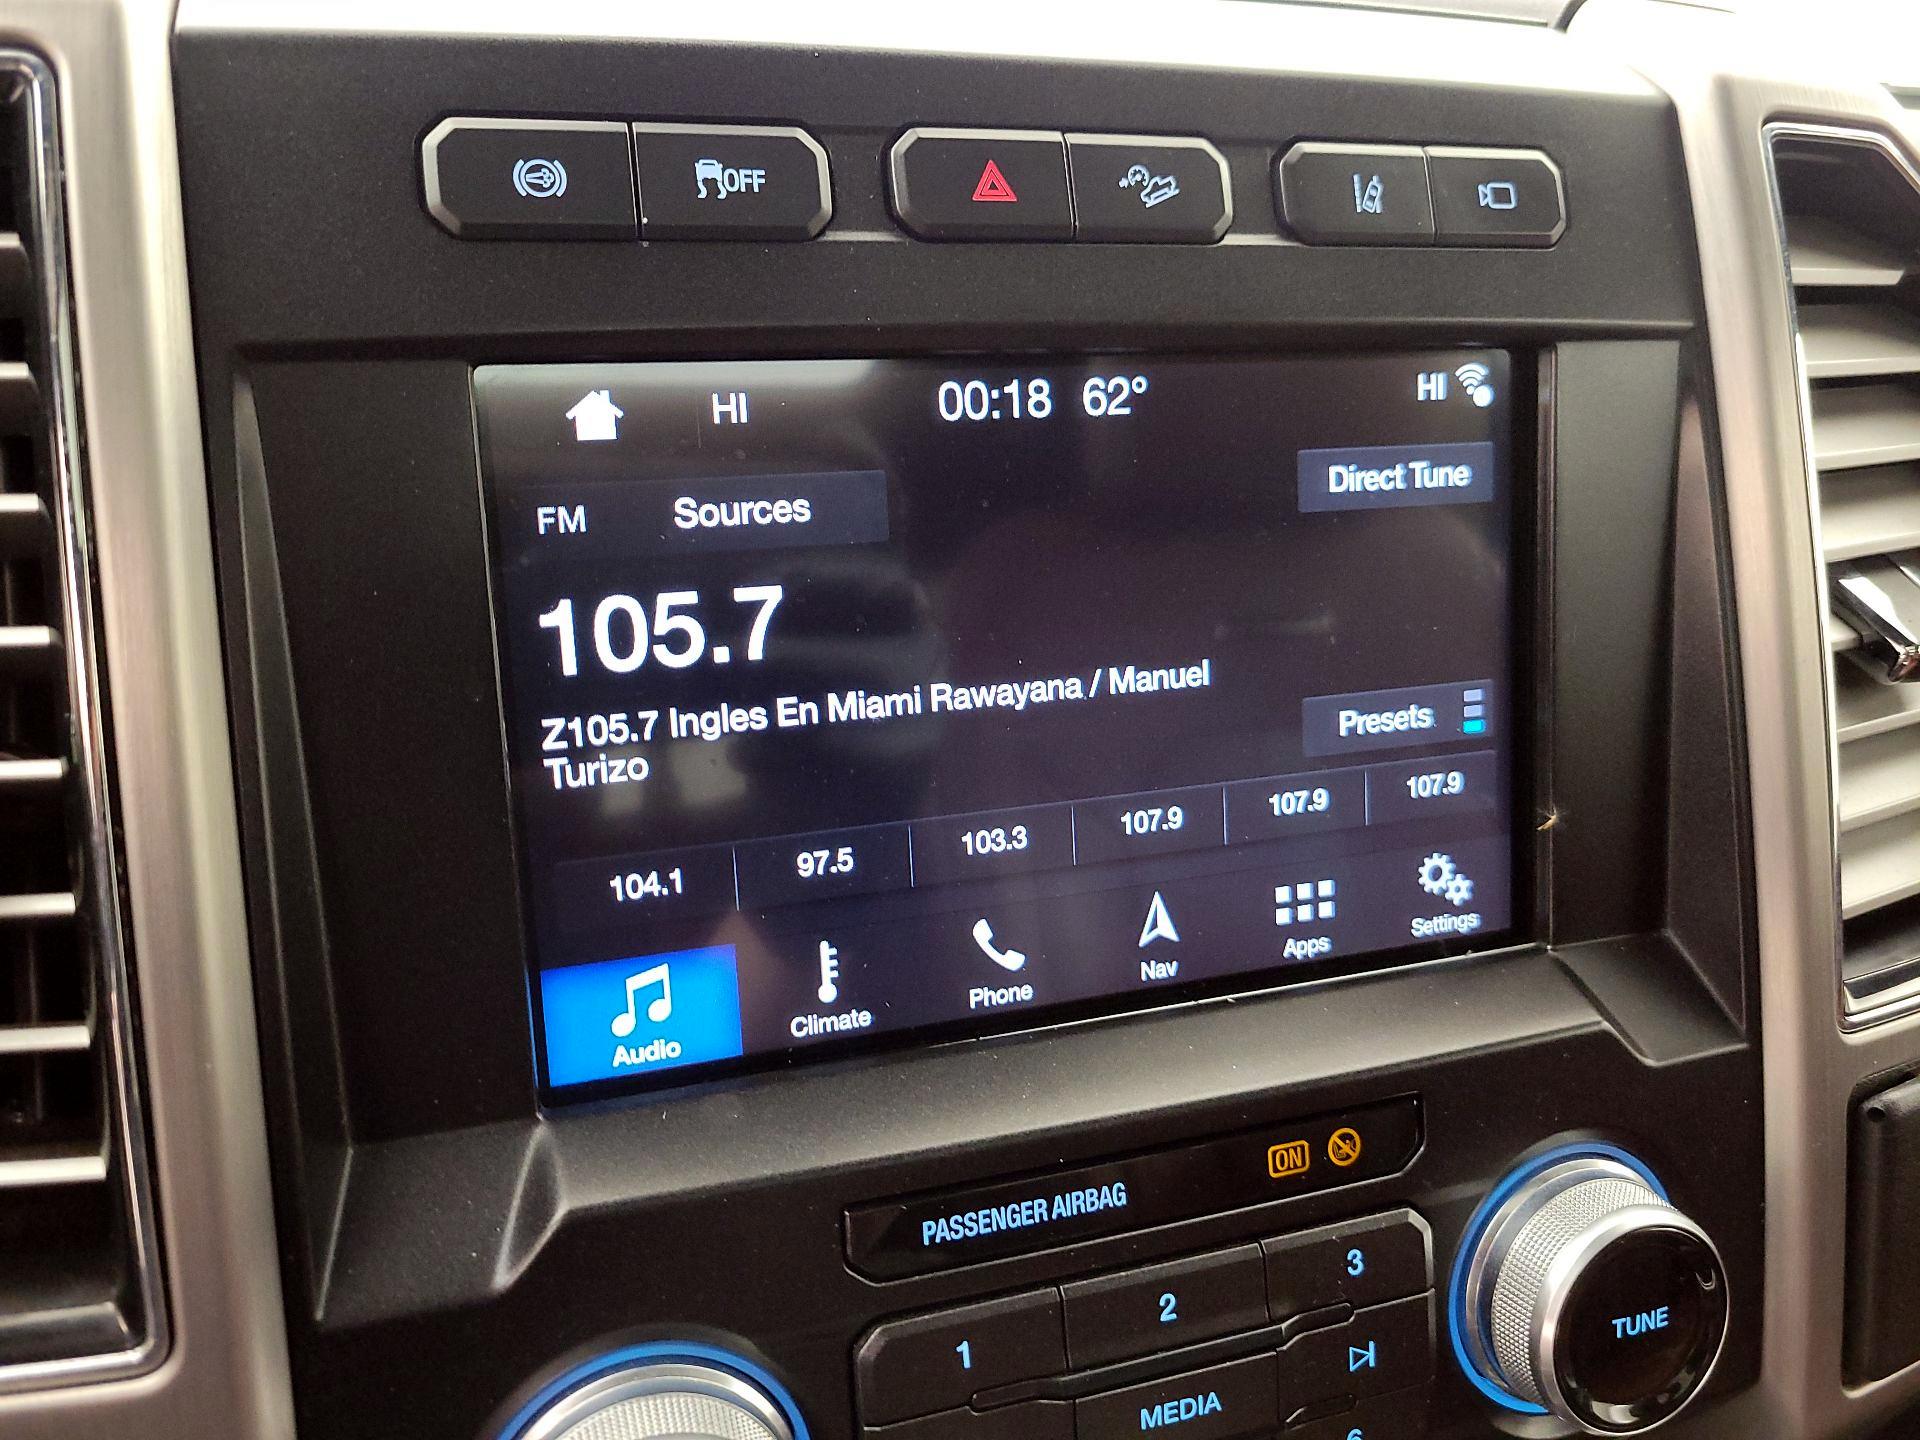 OFF
HI 00:18 62° HI
FM Sources Direct Tune
105.7
Z105.7 Ingles En Miami Rawayana / Manuel
Turizo
Presets
104.1 97.5 103.3 107.9 107.9 107.9
Audio Climate Phone Nav Apps Settings
PASSENGER AIRBAG ON
1 2 3
MEDIA
TUNE